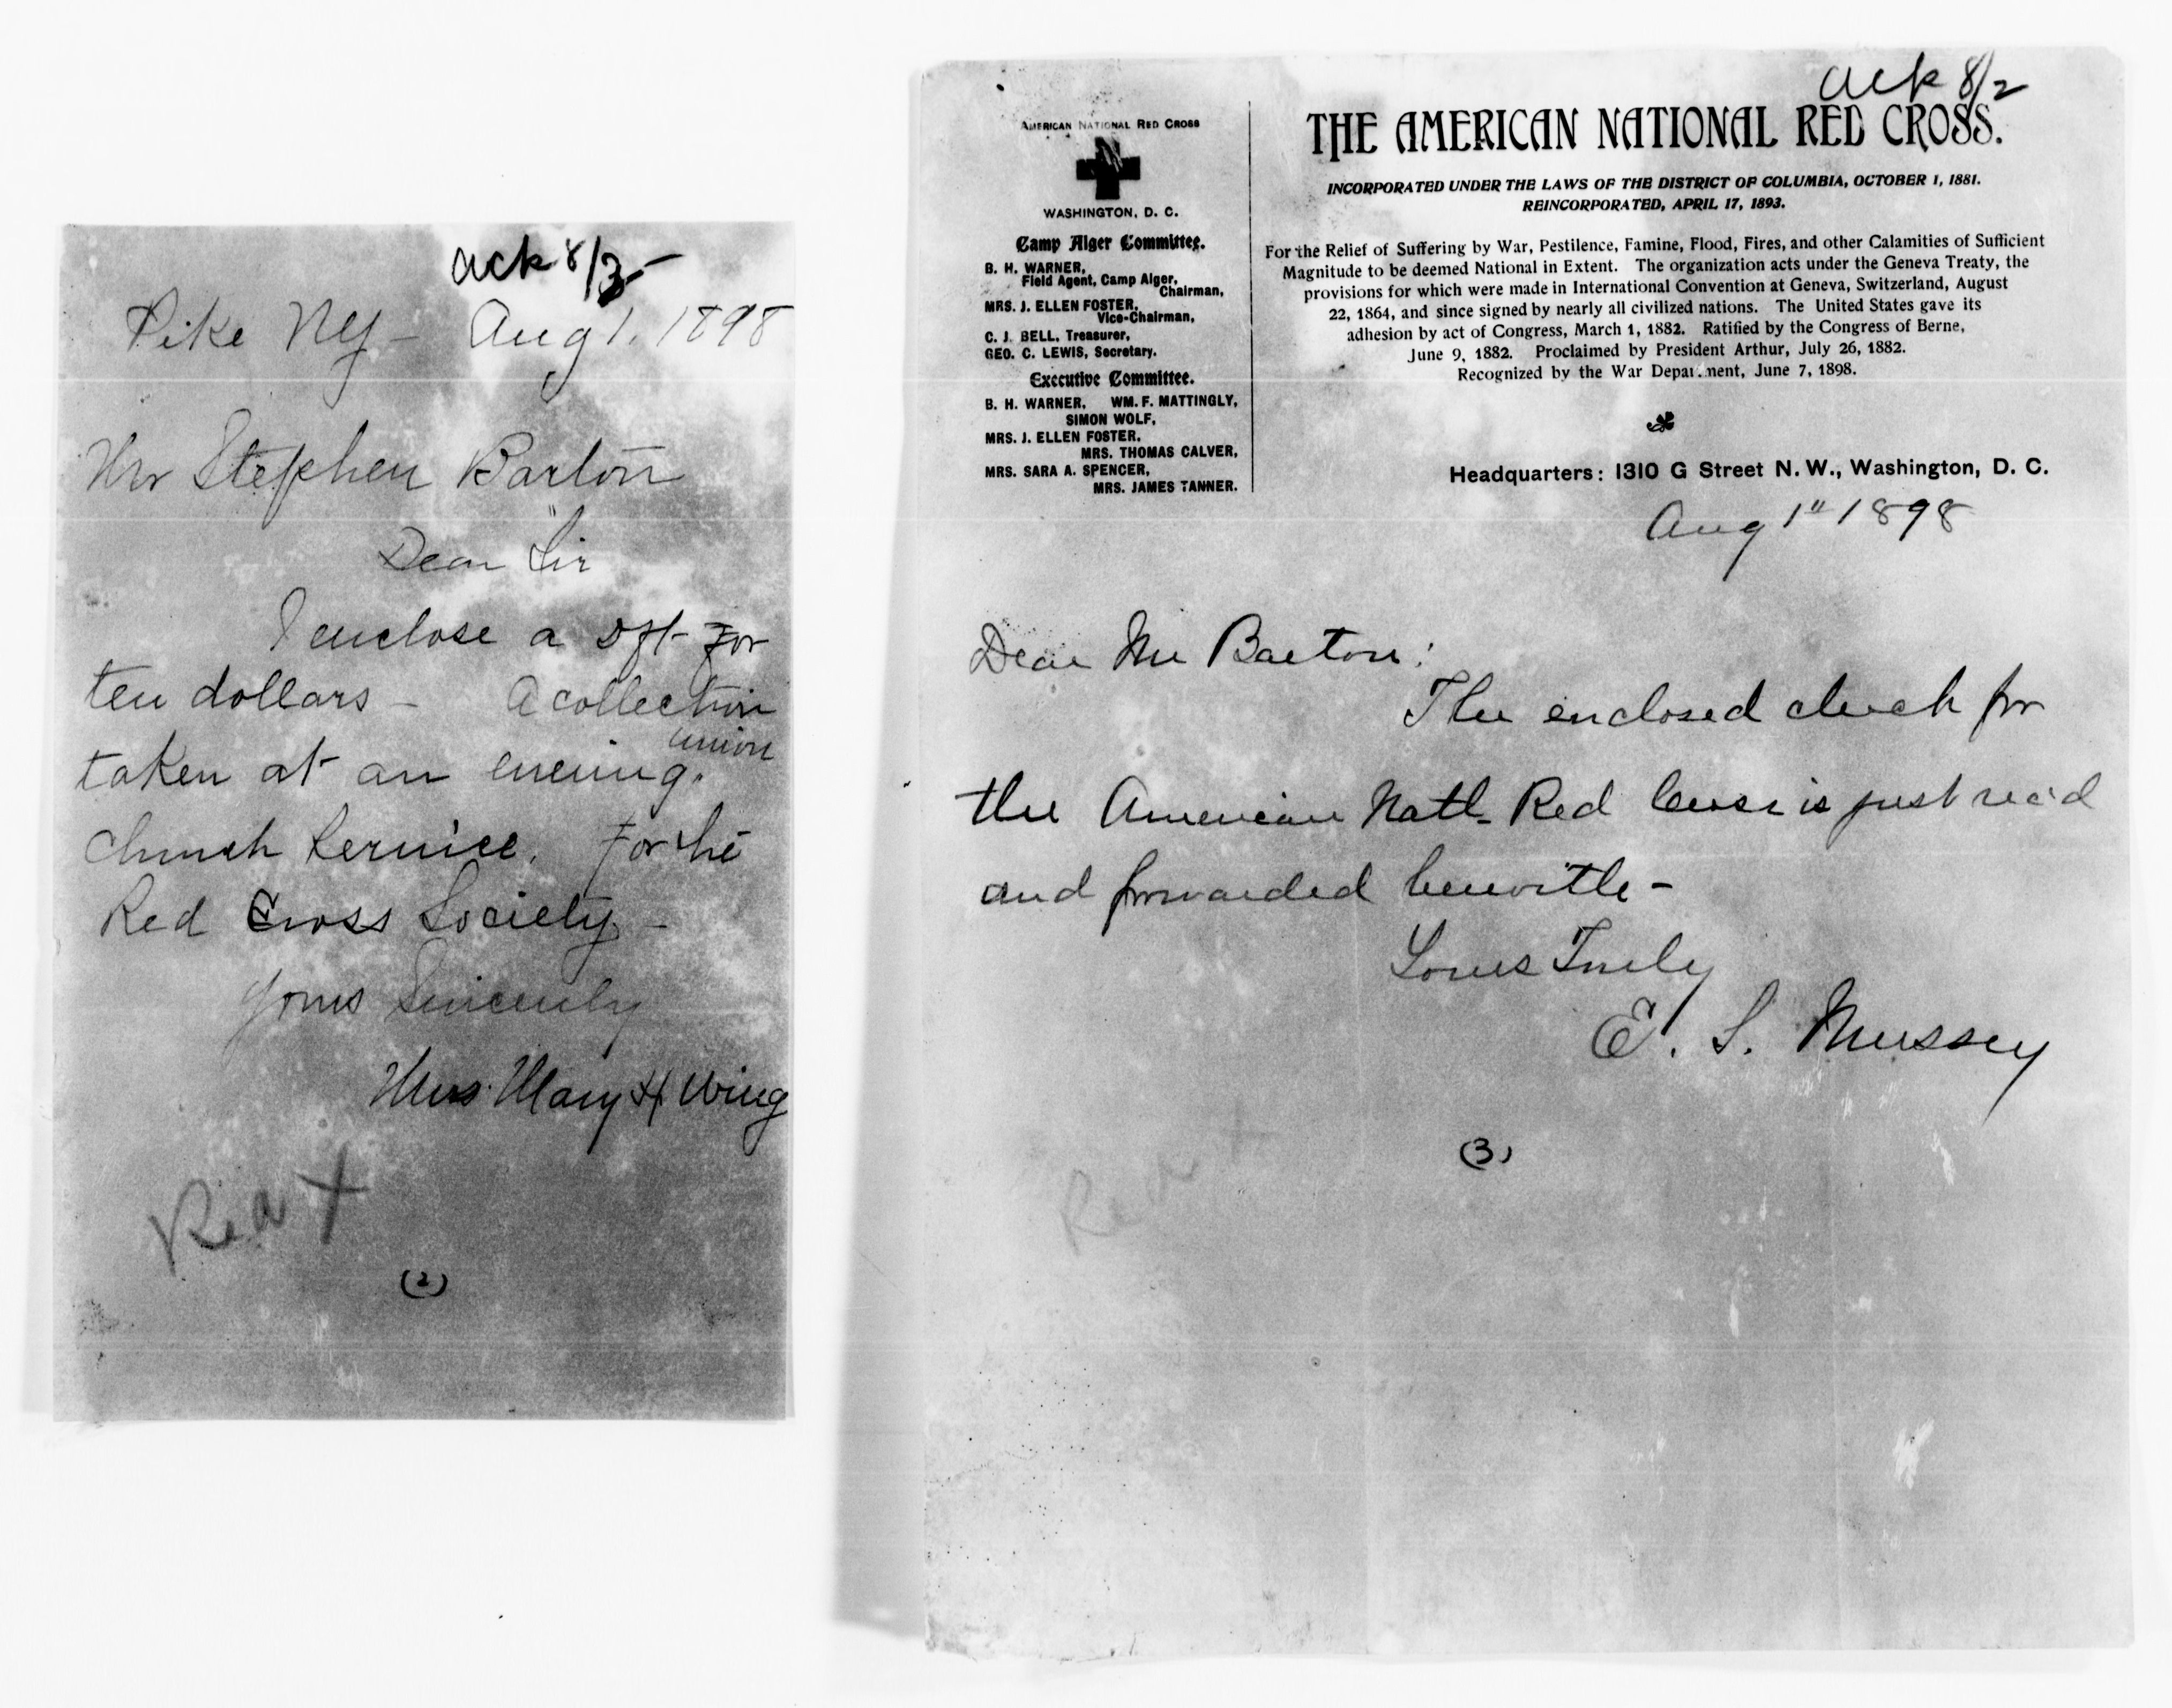 ack 8/3-
Pike NY - Aug 1. 1898
Mr Stephen Barton
Dear Sir
I enclose a Dft- for
ten dollars - A collection
taken at an evening union
church service. for the
Red Cross Society -
Yours Sincerely
Mrs. Mary H. Wing
Red +
(2)
ack 8/2
AMERICAN NATIONAL RED CROSS
WASHINGTON, D. C.
Camp Alger Committee.
B. H. WARNER,
Field Agent, Camp Alger,
Chairman,
MRS. J. ELLEN FOSTER,
Vice-Chairman,
C. J. BELL, Treasurer,
GEO. C. LEWIS, Secretary.
Executive Committee.
B. H. WARNER, WM. F. MATTINGLY,
SIMON WOLF,
MRS. J. ELLEN FOSTER,
MRS. THOMAS CALVER,
MRS. SARA A. SPENCER,
MRS. JAMES TANNER.
THE AMERICAN NATIONAL RED CROSS.
INCORPORATED UNDER THE LAWS OF THE DISTRICT OF COLUMBIA, OCTOBER 1, 1881.
REINCORPORATED, APRIL 17, 1893.
For the Relief of Suffering by War, Pestilence, Famine, Flood, Fires, and other Calamities of Sufficient
Magnitude to be deemed National in Extent. The organization acts under the Geneva Treaty, the
provisions for which were made in International Convention at Geneva, Switzerland, August
22, 1864, and since signed by nearly all civilized nations. The United States gave its
adhesion by act of Congress, March 1, 1882. Ratified by the Congress of Berne,
June 9, 1882. Proclaimed by President Arthur, July 26, 1882.
Recognized by the War Department, June 7, 1898.
Headquarters: 1310 G Street N. W., Washington, D. C.
Aug 1" 1898
Dear Mr Barton:
The enclosed check for
the American Natl- Red Cross is just rec'd
and forwarded herewith -
Yours Truly
E. S. Mussey
(3)
Red +